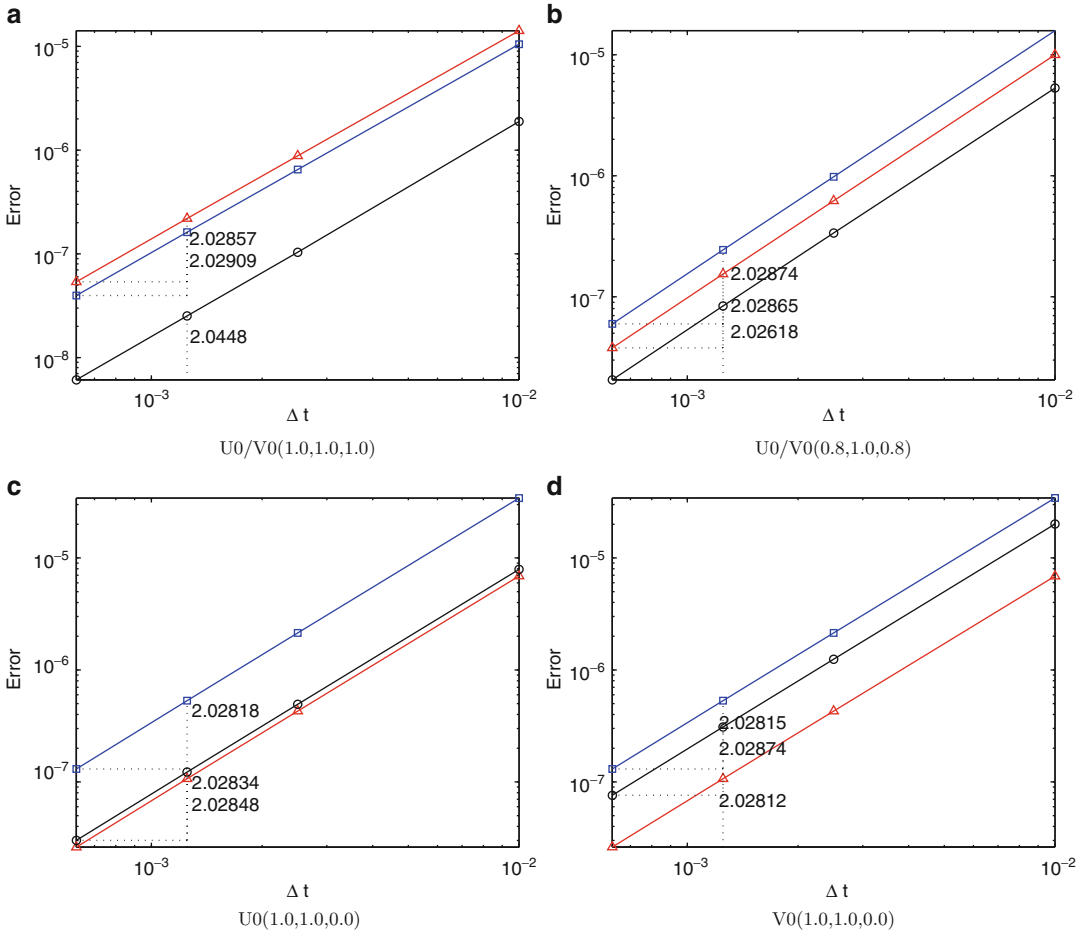 a
10⁻⁵
10⁻⁶
10⁻⁷
10⁻⁸
Error
2.02857
2.02909
2.0448
10⁻³
10⁻²
Δ t
U0/V0(1.0,1.0,1.0)
b
10⁻⁵
10⁻⁶
10⁻⁷
Error
2.02874
2.02865
2.02618
10⁻³
10⁻²
Δ t
U0/V0(0.8,1.0,0.8)
c
10⁻⁵
10⁻⁶
10⁻⁷
Error
2.02818
2.02834
2.02848
10⁻³
10⁻²
Δ t
U0(1.0,1.0,0.0)
d
10⁻⁵
10⁻⁶
10⁻⁷
Error
2.02815
2.02874
2.02812
10⁻³
10⁻²
Δ t
V0(1.0,1.0,0.0)